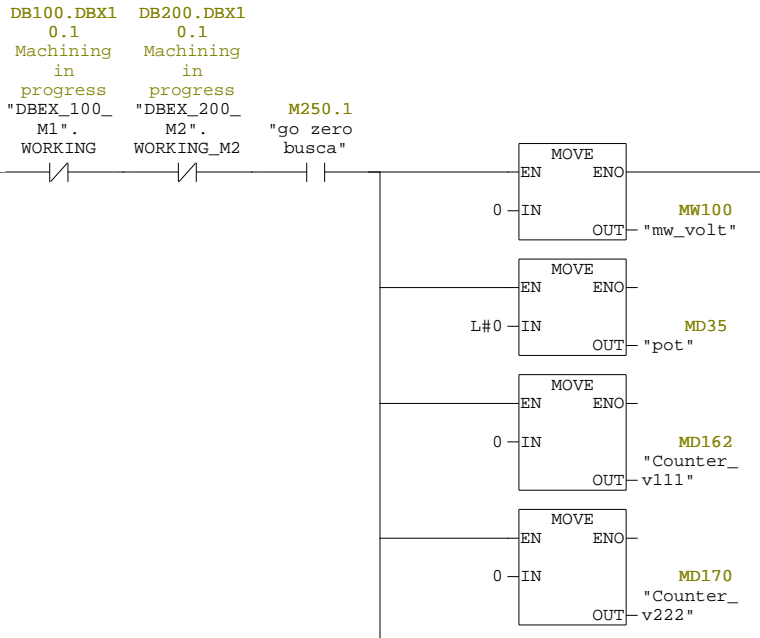 DB100.DBX1
0.1
Machining
in
progress
"DBEX_100_
M1".
WORKING
DB200.DBX1
0.1
Machining
in
progress
"DBEX_200_
M2".
WORKING_M2
M250.1
"go zero
busca"
MOVE
EN ENO
0 IN
MW100
OUT "mw_volt"
MOVE
EN ENO
L#0 IN
MD35
OUT "pot"
MOVE
EN ENO
0 IN
MD162
"Counter_
OUT v111"
MOVE
EN ENO
0 IN
MD170
"Counter_
OUT v222"